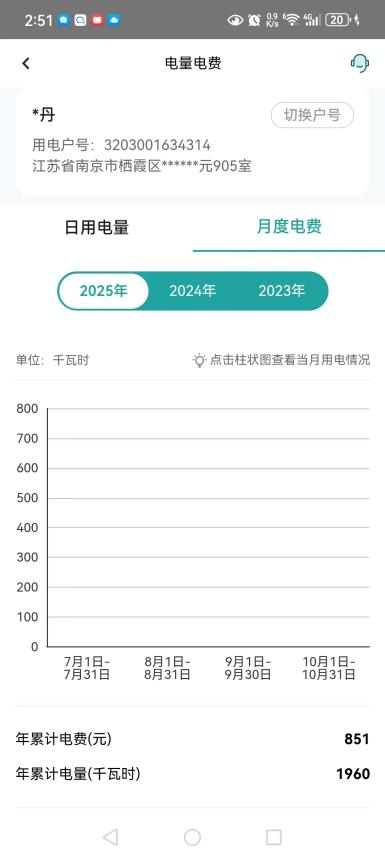 2:51
0.9 K/s 6 4G 20
电量电费
*丹
切换户号
用电户号：3203001634314
江苏省南京市栖霞区******元905室
日用电量 月度电费
2025年 2024年 2023年
单位：千瓦时 点击柱状图查看当月用电情况
800
700
600
500
400
300
200
100
0
7月1日-
7月31日
8月1日-
8月31日
9月1日-
9月30日
10月1日-
10月31日
年累计电费(元) 851
年累计电量(千瓦时) 1960